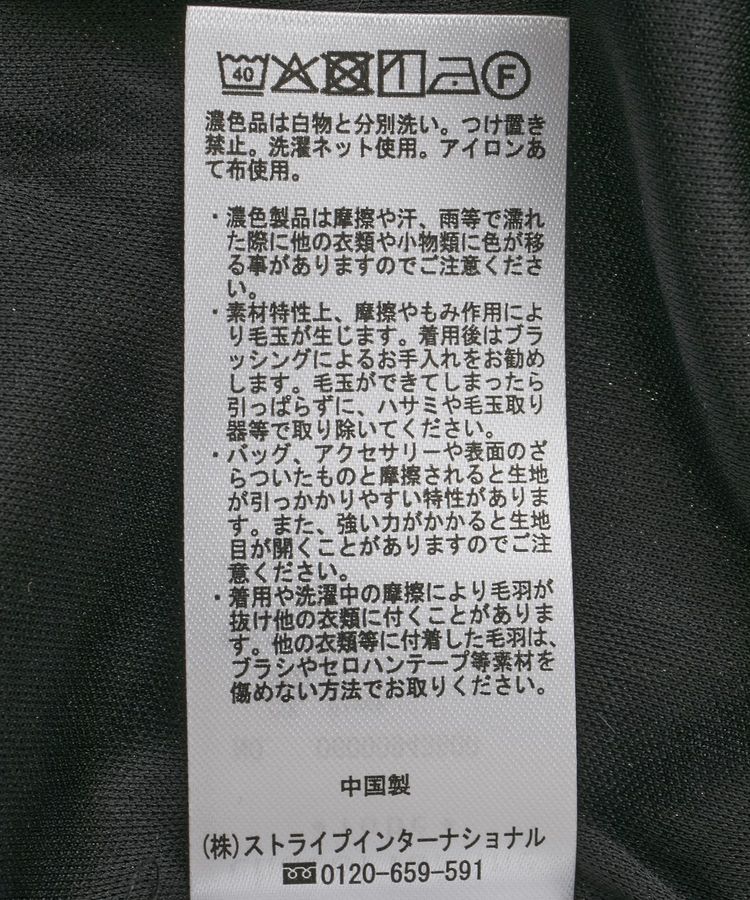 40 F
濃色品は白物と分別洗い。つけ置き
禁止。洗濯ネット使用。アイロンあ
て布使用。
・濃色製品は摩擦や汗、雨等で濡れ
た際に他の衣類や小物類に色が移
る事がありますのでご注意くださ
い。
・素材特性上、摩擦やもみ作用によ
り毛玉が生じます。着用後はブラ
ッシングによるお手入れをお勧め
します。毛玉ができてしまったら
引っぱらずに、ハサミや毛玉取り
器等で取り除いてください。
・バッグ、アクセサリーや表面のざ
らついたものと摩擦されると生地
が引っかかりやすい特性がありま
す。また、強い力がかかると生地
目が開くことがありますのでご注
意ください。
・着用や洗濯中の摩擦により毛羽が
抜け他の衣類に付くことがありま
す。他の衣類等に付着した毛羽は、
ブラシやセロハンテープ等素材を
傷めない方法でお取りください。
中国製
(株)ストライプインターナショナル
0120-659-591